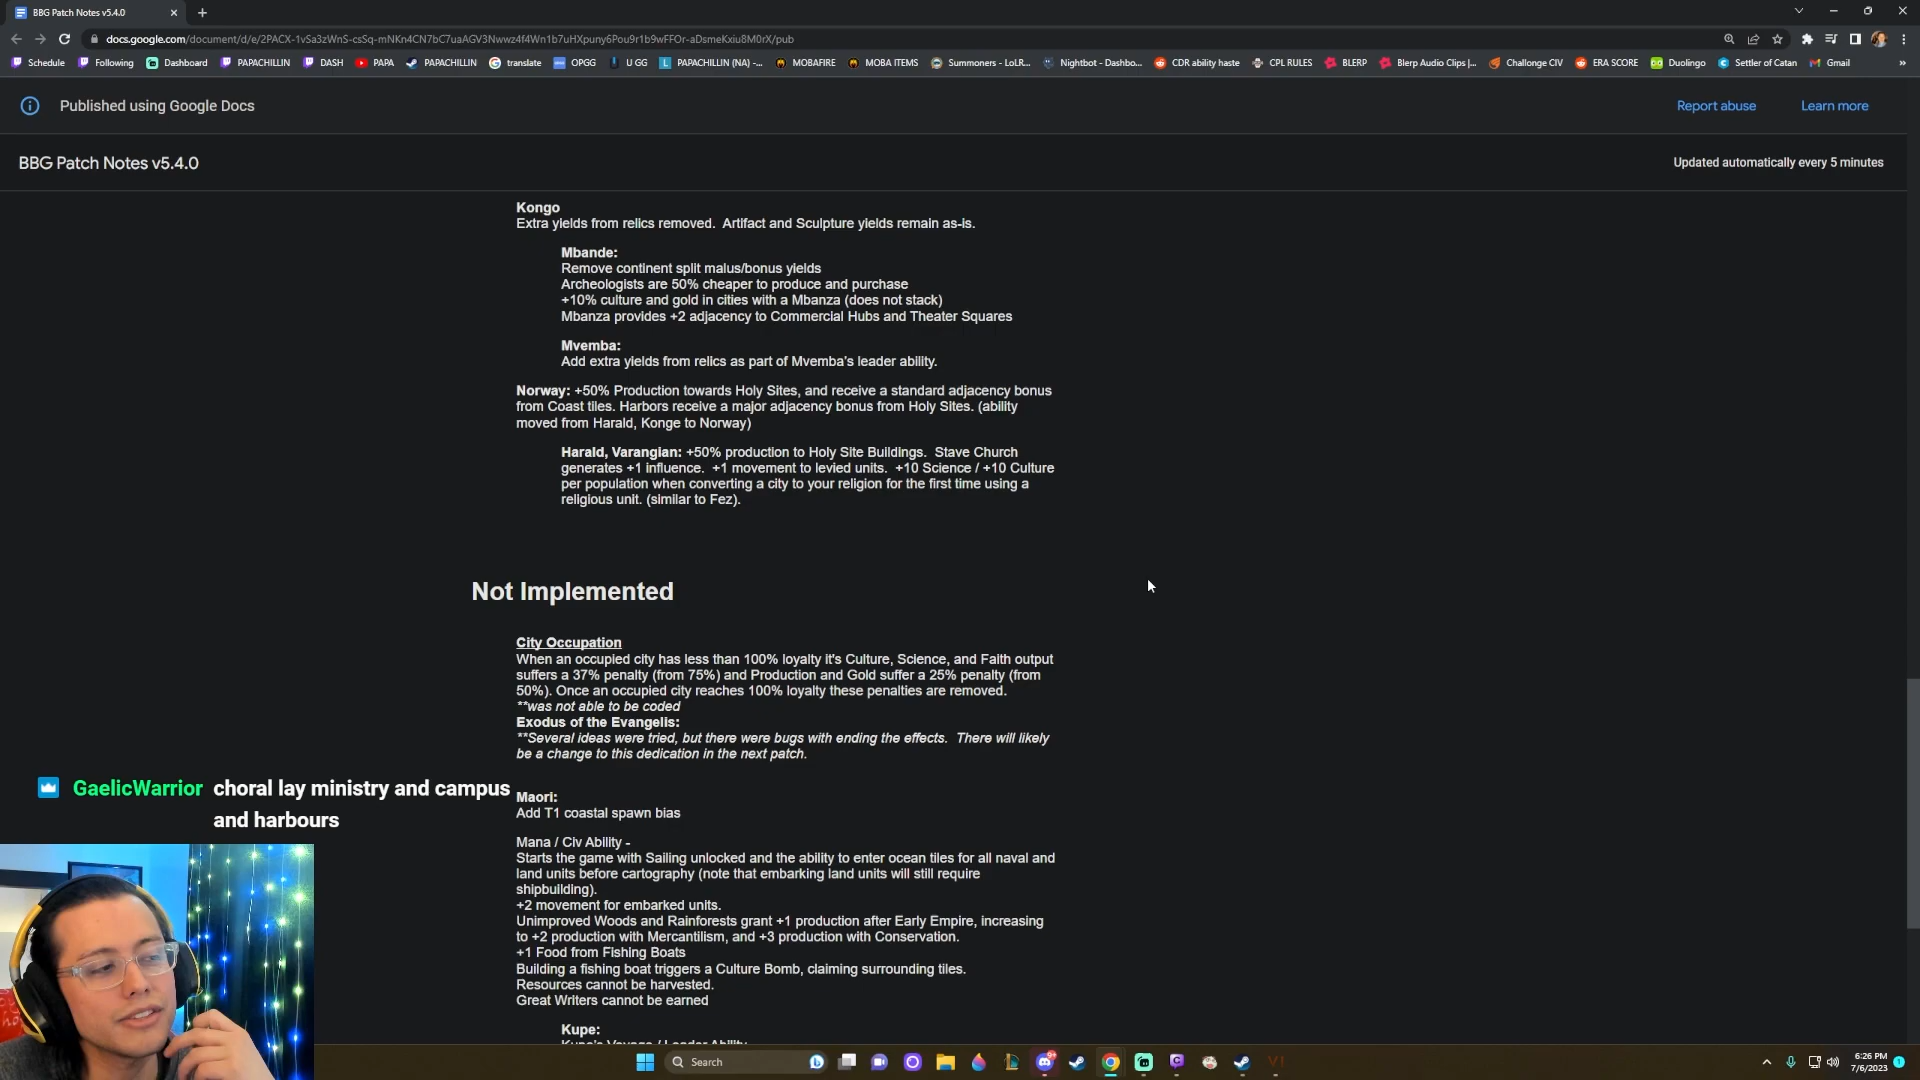 BBG Patch Notes v5.4.0
docs.google.com/document/d/e/2PACX-1vSa3zWnS-csSq-mNKn4CN7bC7uaAGV3Nwwz4f4Wn1b7uHXpuny6Pou9r1b9wFFOr-aDsmeKxiu8M0rX/pub
Schedule Following Dashboard PAPACHILLIN DASH PAPA PAPACHILLIN translate OPGG U GG PAPACHILLIN (NA) -... MOBAFIRE MOBA ITEMS Summoners - LoLR... Nightbot - Dashbo... CDR ability haste CPL RULES BLERP Blerp Audio Clips |... Challonge CIV ERA SCORE Duolingo Settler of Catan Gmail »
Published using Google Docs Report abuse Learn more
BBG Patch Notes v5.4.0 Updated automatically every 5 minutes
Kongo
Extra yields from relics removed. Artifact and Sculpture yields remain as-is.
Mbande:
Remove continent split malus/bonus yields
Archeologists are 50% cheaper to produce and purchase
+10% culture and gold in cities with a Mbanza (does not stack)
Mbanza provides +2 adjacency to Commercial Hubs and Theater Squares
Mvemba:
Add extra yields from relics as part of Mvemba's leader ability.
Norway: +50% Production towards Holy Sites, and receive a standard adjacency bonus
from Coast tiles. Harbors receive a major adjacency bonus from Holy Sites. (ability
moved from Harald, Konge to Norway)
Harald, Varangian: +50% production to Holy Site Buildings. Stave Church
generates +1 influence. +1 movement to levied units. +10 Science / +10 Culture
per population when converting a city to your religion for the first time using a
religious unit. (similar to Fez).
Not Implemented
City Occupation
When an occupied city has less than 100% loyalty it's Culture, Science, and Faith output
suffers a 37% penalty (from 75%) and Production and Gold suffer a 25% penalty (from
50%). Once an occupied city reaches 100% loyalty these penalties are removed.
**was not able to be coded
Exodus of the Evangelis:
**Several ideas were tried, but there were bugs with ending the effects. There will likely
be a change to this dedication in the next patch.
GaelicWarrior choral lay ministry and campus
and harbours
Maori:
Add T1 coastal spawn bias
Mana / Civ Ability -
Starts the game with Sailing unlocked and the ability to enter ocean tiles for all naval and
land units before cartography (note that embarking land units will still require
shipbuilding).
+2 movement for embarked units.
Unimproved Woods and Rainforests grant +1 production after Early Empire, increasing
to +2 production with Mercantilism, and +3 production with Conservation.
+1 Food from Fishing Boats
Building a fishing boat triggers a Culture Bomb, claiming surrounding tiles.
Resources cannot be harvested.
Great Writers cannot be earned
Kupe:
Kupe's Voyage / Leader Ability
Search
6:26 PM
7/6/2023